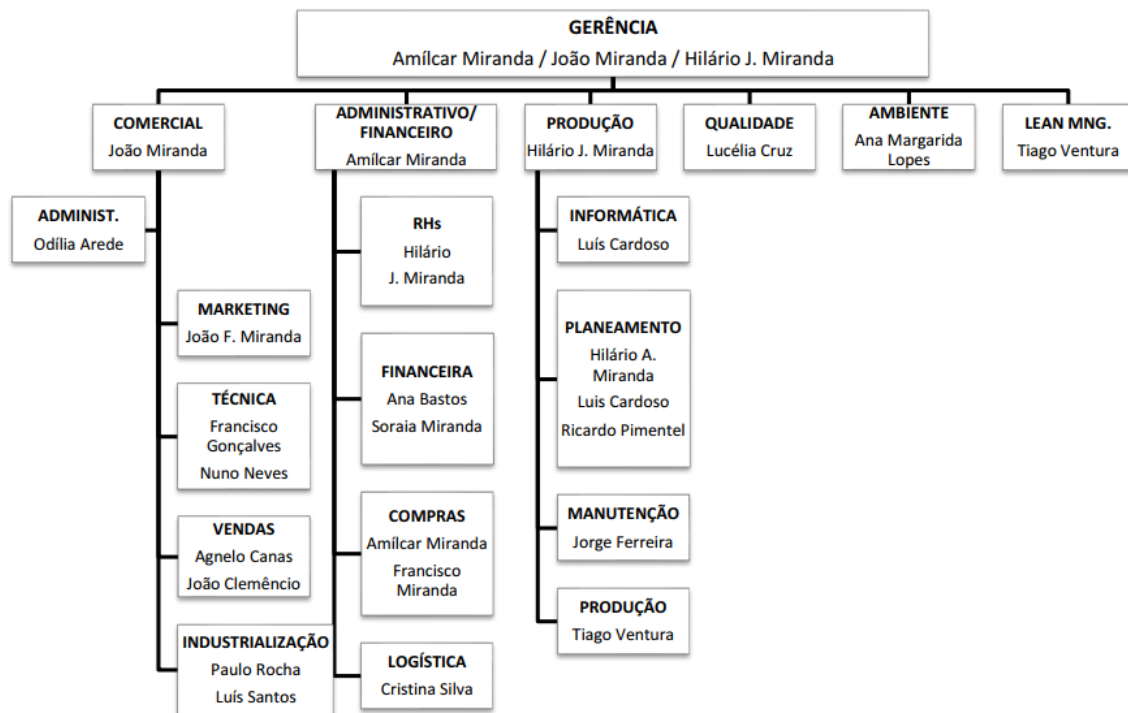 GERÊNCIA
Amílcar Miranda / João Miranda / Hilário J. Miranda
COMERCIAL
João Miranda
ADMINISTRATIVO/
FINANCEIRO
Amílcar Miranda
PRODUÇÃO
Hilário J. Miranda
QUALIDADE
Lucélia Cruz
AMBIENTE
Ana Margarida
Lopes
LEAN MNG.
Tiago Ventura
ADMINIST.
Odília Arede
MARKETING
João F. Miranda
TÉCNICA
Francisco
Gonçalves
Nuno Neves
VENDAS
Agnelo Canas
João Clemêncio
INDUSTRIALIZAÇÃO
Paulo Rocha
Luís Santos
RHs
Hilário
J. Miranda
FINANCEIRA
Ana Bastos
Soraia Miranda
COMPRAS
Amílcar Miranda
Francisco
Miranda
LOGÍSTICA
Cristina Silva
INFORMÁTICA
Luís Cardoso
PLANEAMENTO
Hilário A.
Miranda
Luis Cardoso
Ricardo Pimentel
MANUTENÇÃO
Jorge Ferreira
PRODUÇÃO
Tiago Ventura